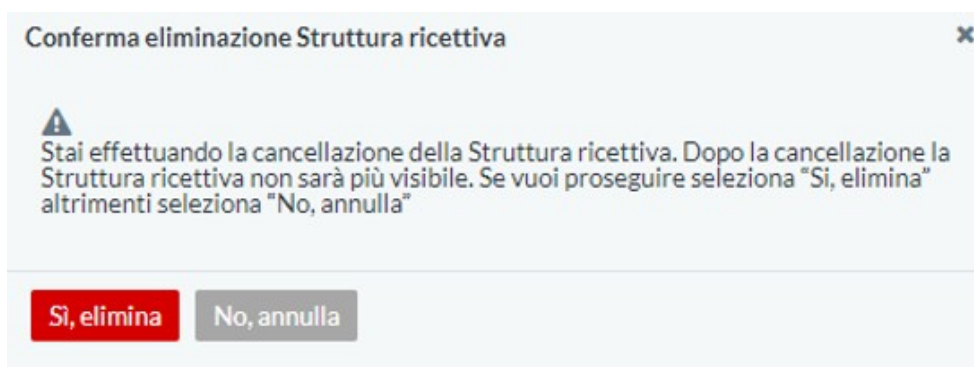 Conferma eliminazione Struttura ricettiva
Stai effettuando la cancellazione della Struttura ricettiva. Dopo la cancellazione la
Struttura ricettiva non sarà più visibile. Se vuoi proseguire seleziona “Si, elimina”
altrimenti seleziona “No, annulla”
Sì, elimina
No, annulla